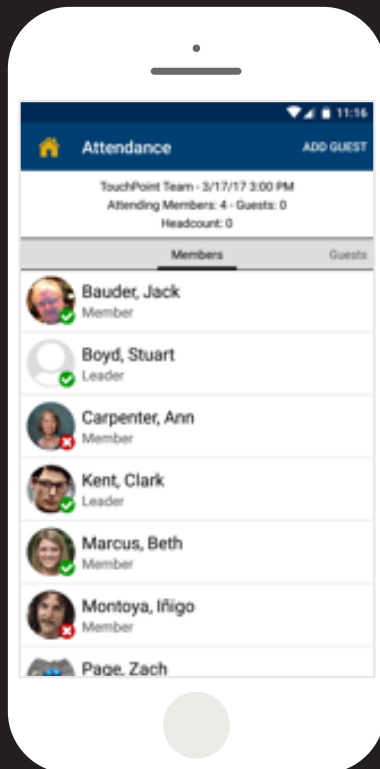 11:16
Attendance
ADD GUEST
TouchPoint Team - 3/17/17 3:00 PM
Attending Members: 4 - Guests: 0
Headcount: 0
Members
Guests
Bauder, Jack
Member
Boyd, Stuart
Leader
Carpenter, Ann
Member
Kent, Clark
Leader
Marcus, Beth
Member
Montoya, Iñigo
Member
Page, Zach